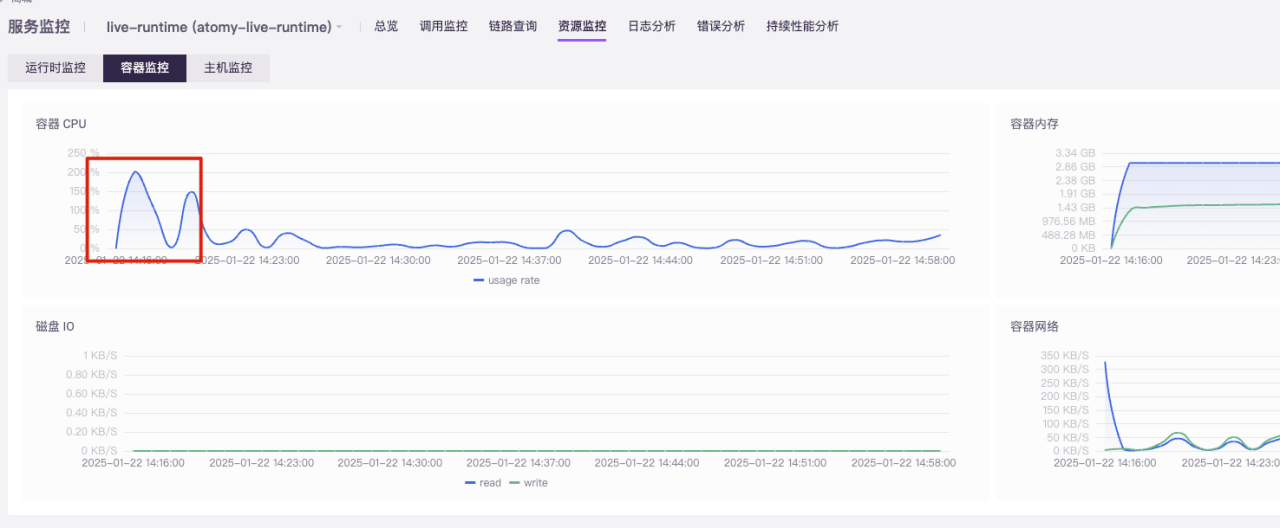 服务监控 live-runtime (atomy-live-runtime) 总览 调用监控 链路查询 资源监控 日志分析 错误分析 持续性能分析
运行时监控 容器监控 主机监控
容器 CPU
250 %
200 %
150 %
100 %
50 %
0 %
2025-01-22 14:16:00 2025-01-22 14:23:00 2025-01-22 14:30:00 2025-01-22 14:37:00 2025-01-22 14:44:00 2025-01-22 14:51:00 2025-01-22 14:58:00
usage rate
容器内存
3.34 GB
2.86 GB
2.38 GB
1.91 GB
1.43 GB
976.56 MB
488.28 MB
0 KB
2025-01-22 14:16:00 2025-01-22 14:23:
磁盘 IO
1 KB/S
0.80 KB/S
0.60 KB/S
0.40 KB/S
0.20 KB/S
0 KB/S
2025-01-22 14:16:00 2025-01-22 14:23:00 2025-01-22 14:30:00 2025-01-22 14:37:00 2025-01-22 14:44:00 2025-01-22 14:51:00 2025-01-22 14:58:00
read write
容器网络
350 KB/S
300 KB/S
250 KB/S
200 KB/S
150 KB/S
100 KB/S
50 KB/S
0 KB/S
2025-01-22 14:16:00 2025-01-22 14:23:0